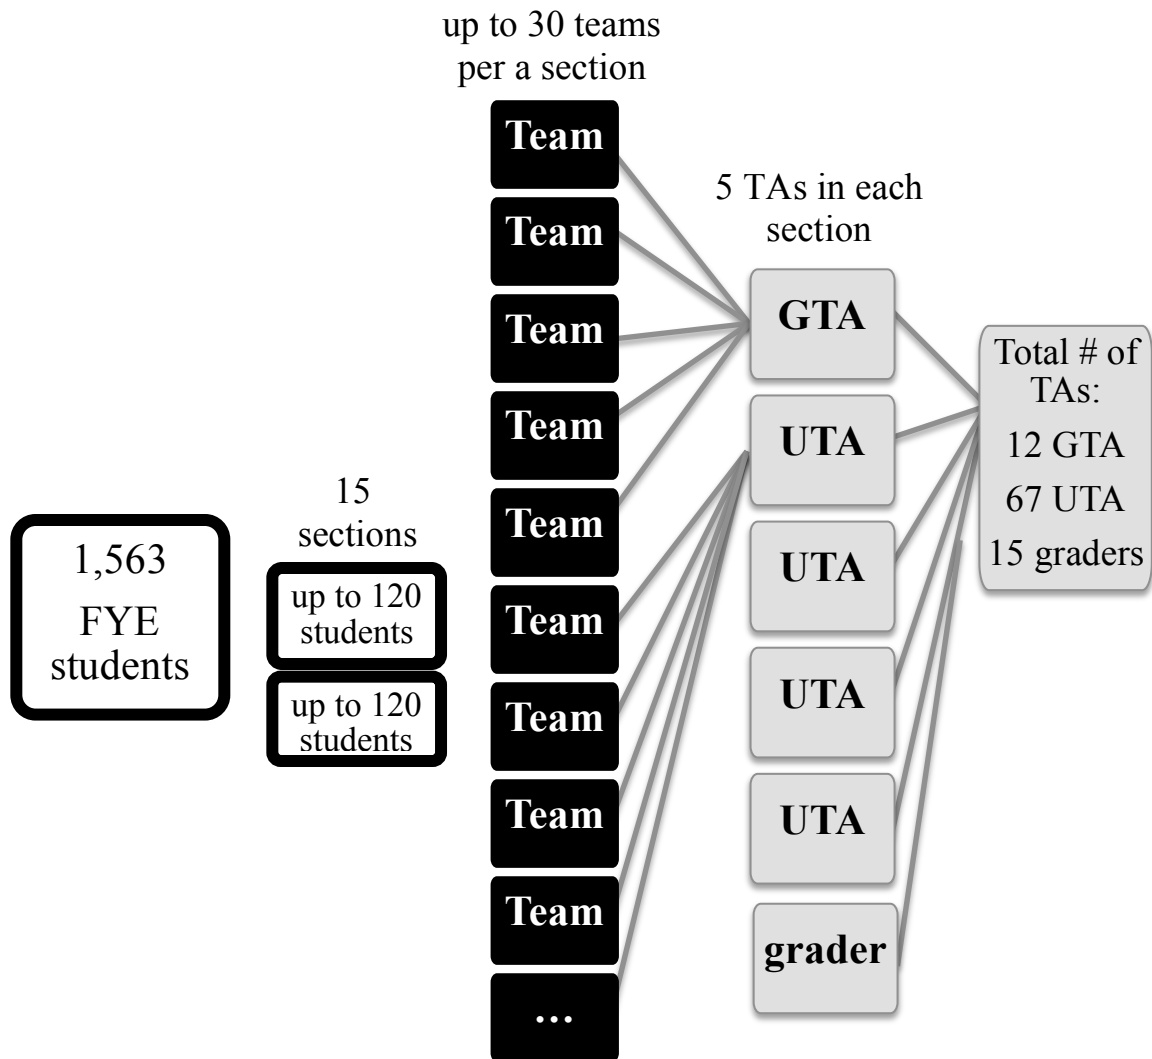 up to 30 teams
per a section
Team
Team
Team
Team
Team
Team
Team
Team
Team
...
5 TAs in each
section
GTA
UTA
UTA
UTA
UTA
grader
Total # of
TAs:
12 GTA
67 UTA
15 graders
15
sections
up to 120
students
up to 120
students
1,563
FYE
students